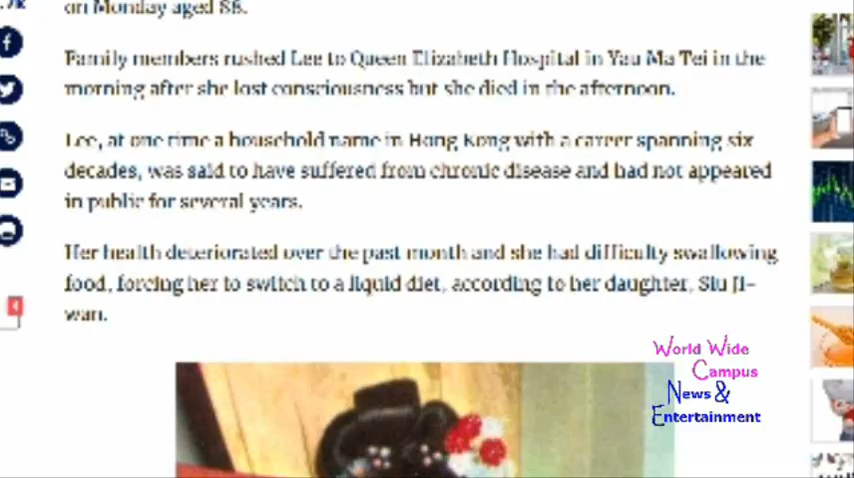 on Monday aged 88.
Family members rushed Lee to Queen Elizabeth Hospital in Yau Ma Tei in the
morning after she lost consciousness but she died in the afternoon.
Lee, at one time a household name in Hong Kong with a career spanning six
decades, was said to have suffered from chronic disease and had not appeared
in public for several years.
Her health deteriorated over the past month and she had difficulty swallowing
food, forcing her to switch to a liquid diet, according to her daughter, Siu Ji-
wan.
4
World Wide
Campus
News &
Entertainment